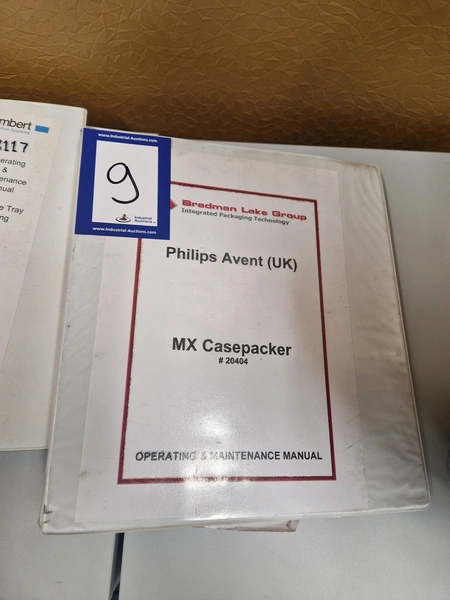 mbert
117
erating
&
enance
ual
e Tray
ng
www.Industrial-Auctions.com
9
Industrial
Auctions
www.Industrial-Auctions.com
Bradman Lake Group
Integrated Packaging Technology
Philips Avent (UK)
MX Casepacker
# 20404
OPERATING & MAINTENANCE MANUAL